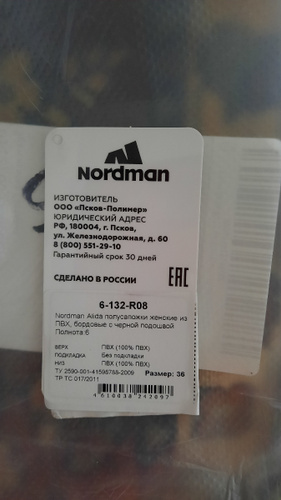 Nordman
ИЗГОТОВИТЕЛЬ
ООО «Псков-Полимер»
ЮРИДИЧЕСКИЙ АДРЕС
РФ, 180004, г. Псков,
ул. Железнодорожная, д. 60
8 (800) 551-29-10
Гарантийный срок 30 дней
СДЕЛАНО В РОССИИ
EAC
6-132-R08
Nordman Alida полусапожки женские из
ПВХ, бордовые с черной подошвой
Полнота 6
ВЕРХ ПВХ (100% ПВХ)
ПОДКЛАДКА Без подкладки
НИЗ ПВХ (100% ПВХ)
ТУ 2590-001-41598788-2009 Размер: 36
ТР ТС 017/2011